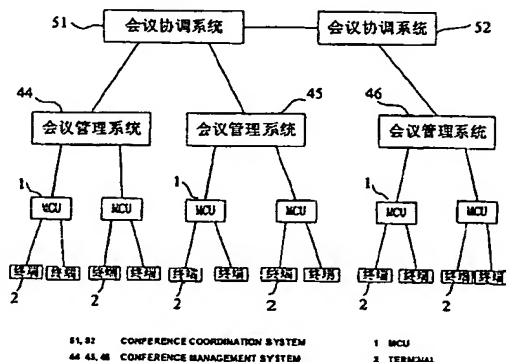 51 会议协调系统 会议协调系统 52
44 45 46
会议管理系统 会议管理系统 会议管理系统
1 1 1
MCU MCU MCU MCU MCU MCU
终端 终端 终端 终端 终端 终端 终端 终端 终端 终端 终端 终端
2 2 2 2 2 2
51, 52 CONFERENCE COORDINATION SYSTEM 1 MCU
44 45, 46 CONFERENCE MANAGEMENT SYSTEM 2 TERMINAL